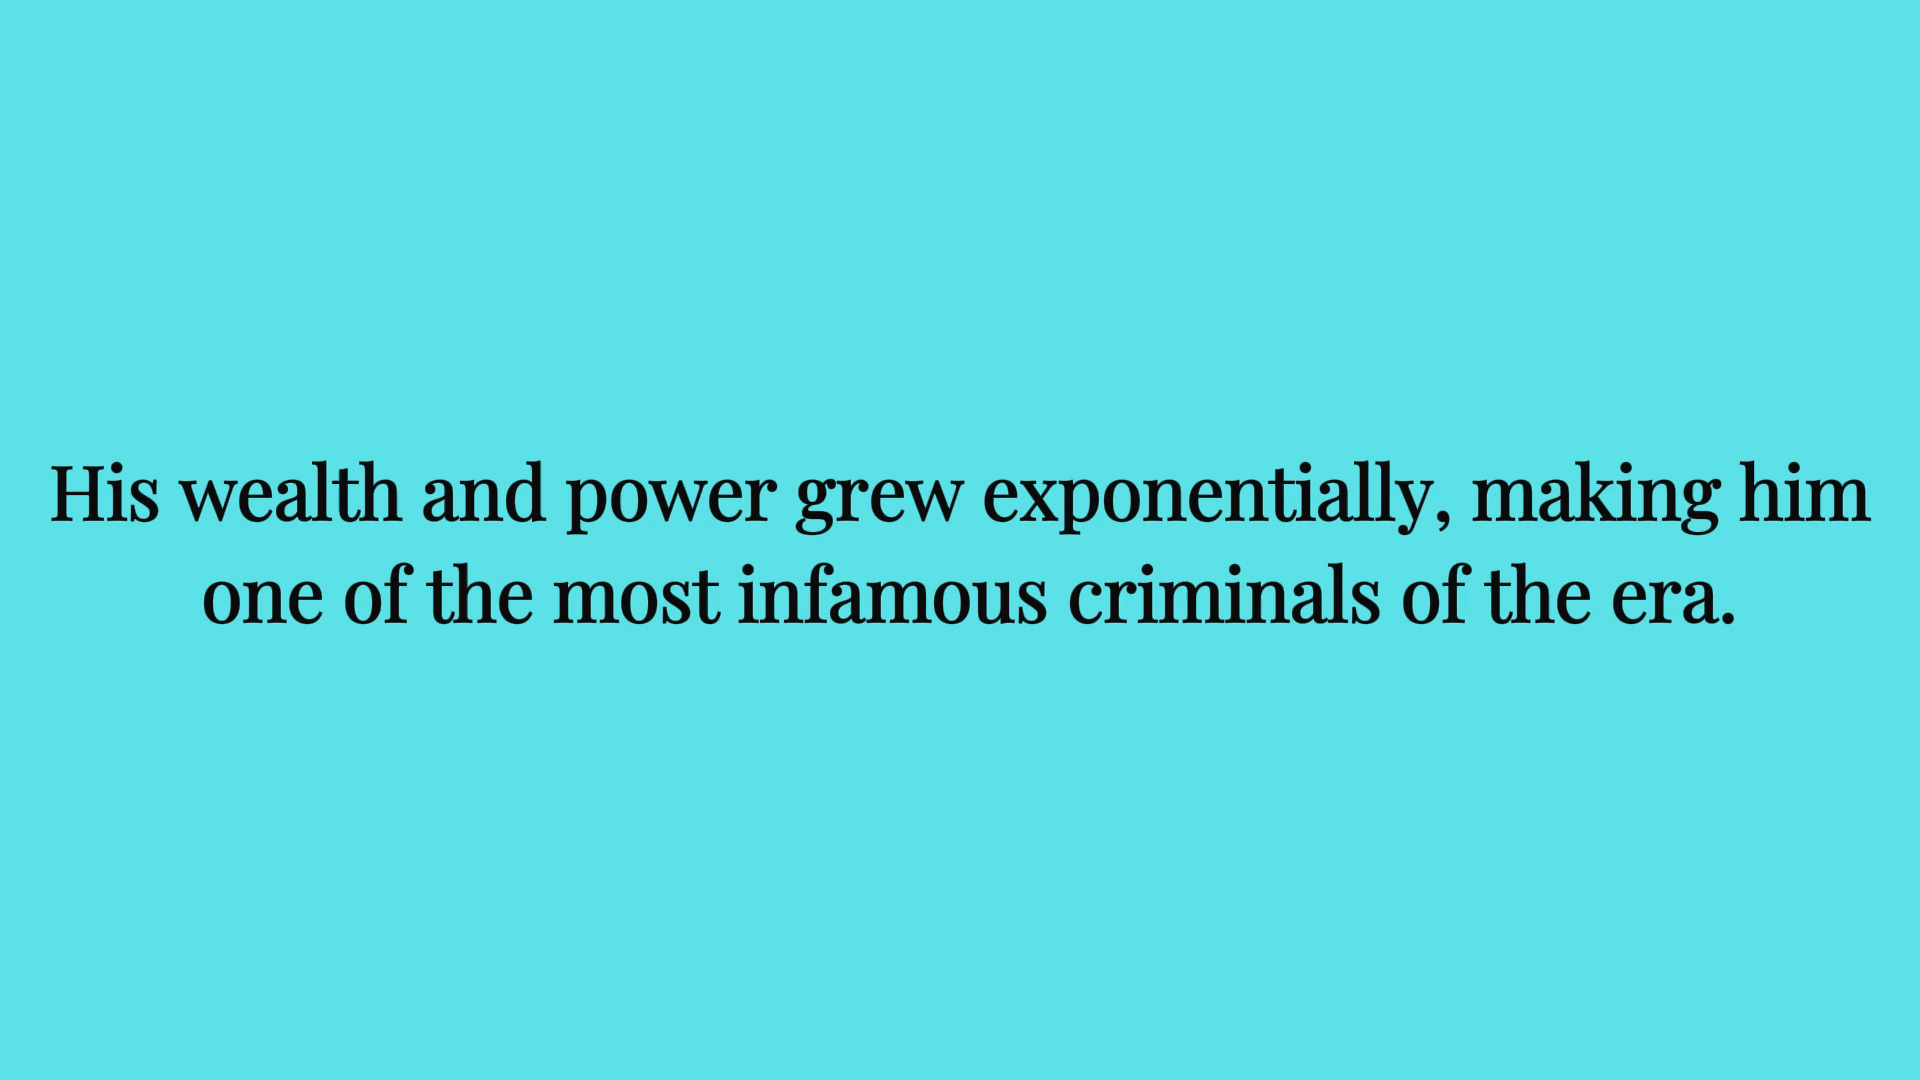 His wealth and power grew exponentially, making him
one of the most infamous criminals of the era.